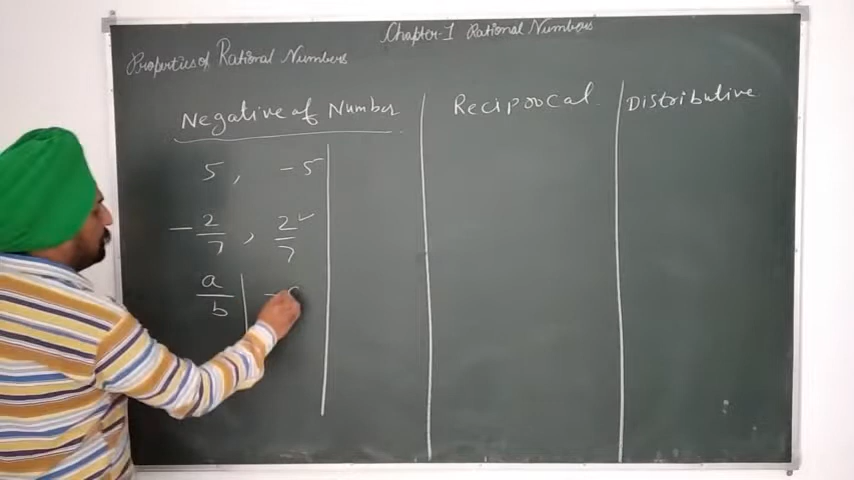 Chapter-1 Rational Numbers
Properties of Rational Numbers
Negative of Number
Reciprocal
Distributive
5, -5
-2/7, 2/7 ✓
a/b